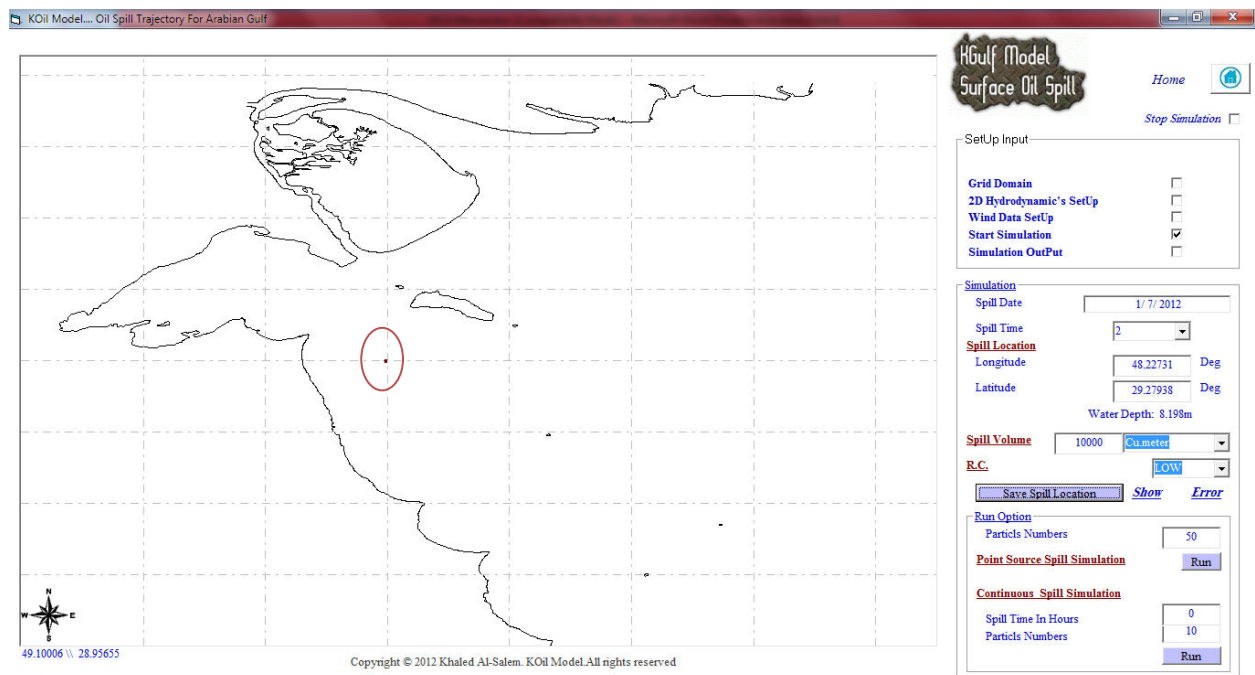 KOil Model.... Oil Spill Trajectory For Arabian Gulf
KGulf Model
Surface Oil Spill
Home
Stop Simulation
SetUp Input
Grid Domain
2D Hydrodynamic's SetUp
Wind Data SetUp
Start Simulation
Simulation OutPut
Simulation
Spill Date 1/ 7/ 2012
Spill Time 2
Spill Location
Longitude 48.22731 Deg
Latitude 29.27938 Deg
Water Depth: 8.198m
Spill Volume 10000 Cu.meter
R.C. LOW
Save Spill Location Show Error
Run Option
Particls Numbers 50
Point Source Spill Simulation Run
Continuous Spill Simulation
Spill Time In Hours 0
Particls Numbers 10
Run
N
W E
S
49.10006 \\ 28.95655
Copyright © 2012 Khaled Al-Salem. KOil Model.All rights reserved